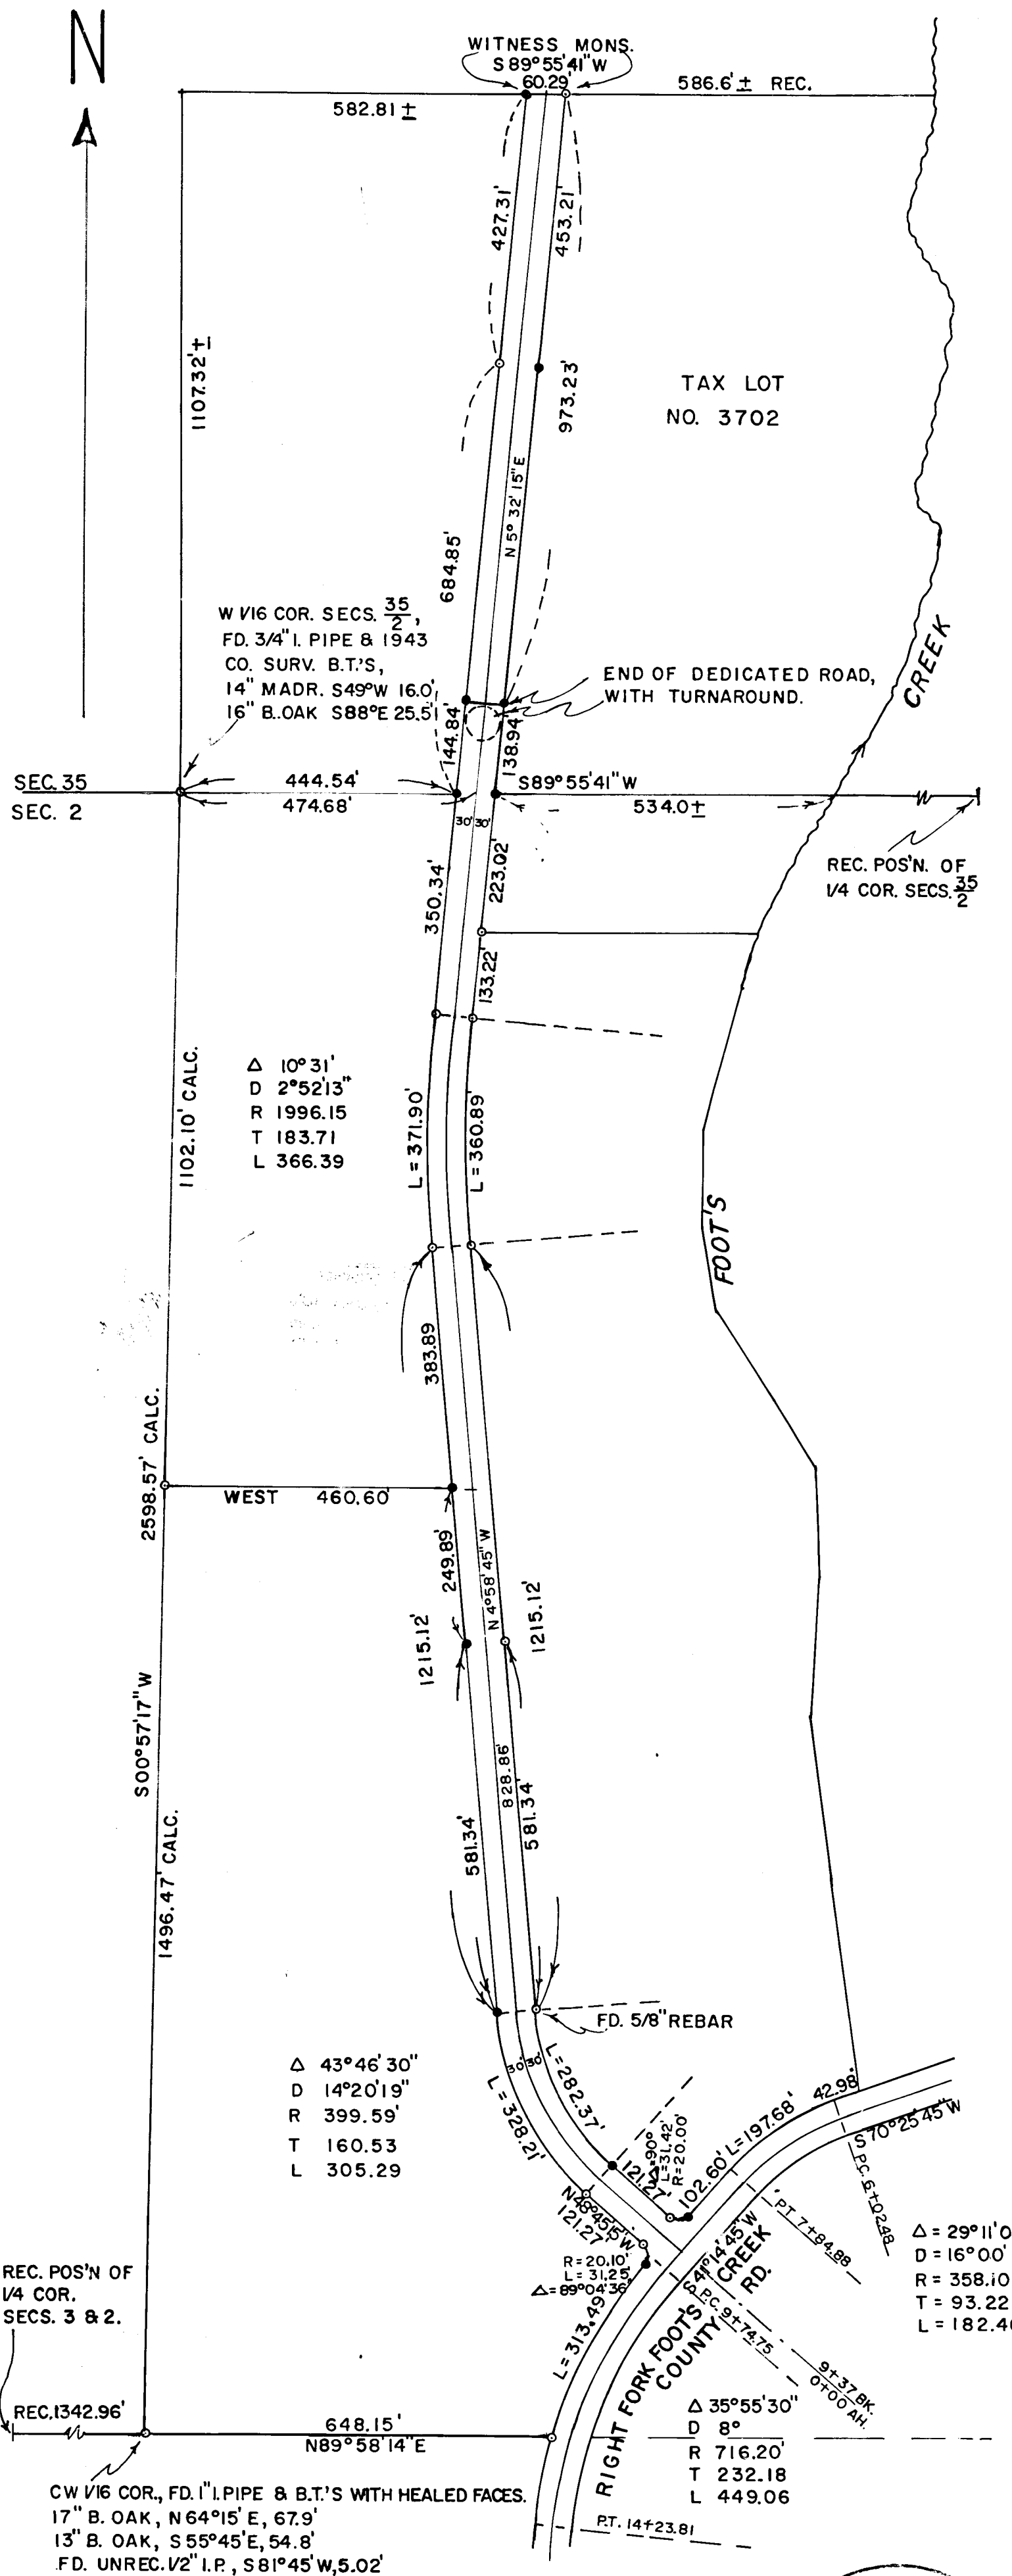 N
WITNESS MONS.
S 89°55'41" W
60.29'
582.81 ±
586.6' ± REC.
427.31'
453.21'
1107.32' ±
973.23'
TAX LOT
NO. 3702
N 5° 32' 15" E
684.85'
W 1/16 COR. SECS. 35/2,
FD. 3/4" I. PIPE & 1943
CO. SURV. B.T.'S,
14" MADR. S49°W 16.0'
16" B.OAK S88°E 25.5'
END OF DEDICATED ROAD,
WITH TURNAROUND.
CREEK
144.84'
138.94'
SEC. 35
SEC. 2
444.54'
474.68'
S89°55'41" W
534.0 ±
30' 30'
REC. POS'N. OF
1/4 COR. SECS. 35/2
350.34'
223.02'
133.22'
1102.10' CALC.
Δ 10°31'
D 2°52'13"
R 1996.15
T 183.71
L 366.39
L = 371.90'
L = 360.89'
FOOT'S
383.89
2598.57' CALC.
WEST 460.60'
249.89'
N 4°58'45" W
1215.12'
1215.12'
S00°57'17" W
828.86'
581.34'
581.34'
1496.47' CALC.
FD. 5/8" REBAR
Δ 43°46'30"
D 14°20'19"
R 399.59'
T 160.53
L 305.29
30' 30'
L = 282.37'
L = 328.21'
42.98'
L=197.68'
S 70°25'45" W
Δ=90°
L=31.42'
R=20.00'
121.27'
102.60'
N48°45'15" W
121.27'
P.C. 6+02.48
P.T. 7+84.88
R = 20.10'
L = 31.25'
Δ = 89°04'36"
S 41°14'45" W
Δ = 29°11'0
D = 16°00'
R = 358.10
T = 93.22
L = 182.4
P.C. 9+74.75
9+37 BK.
0+00 AH.
RIGHT FORK FOOT'S CREEK
COUNTY RD.
L = 313.49'
REC. POS'N OF
1/4 COR.
SECS. 3 & 2.
REC. 1342.96'
648.15'
N89°58'14"E
Δ 35°55'30"
D 8°
R 716.20'
T 232.18
L 449.06
P.T. 14+23.81
CW 1/16 COR., FD. 1" I. PIPE & B.T.'S WITH HEALED FACES.
17" B. OAK, N 64°15' E, 67.9'
13" B. OAK, S 55°45' E, 54.8'
FD. UNREC. 1/2" I.P., S 81°45' W, 5.02'